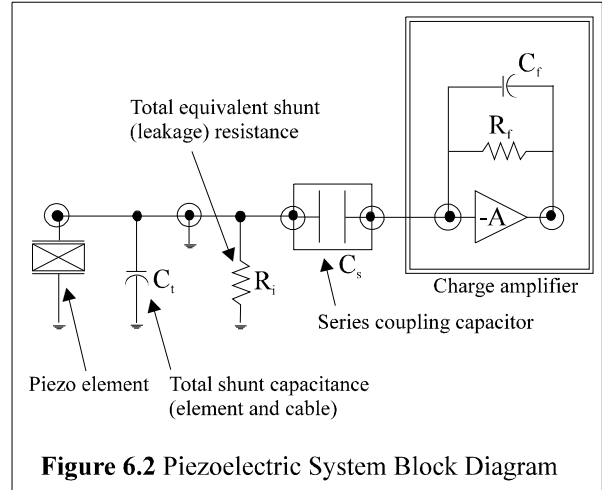 C_f
Total equivalent shunt
(leakage) resistance
R_f
-A
C_t
R_i
C_s
Charge amplifier
Series coupling capacitor
Piezo element
Total shunt capacitance
(element and cable)
Figure 6.2 Piezoelectric System Block Diagram